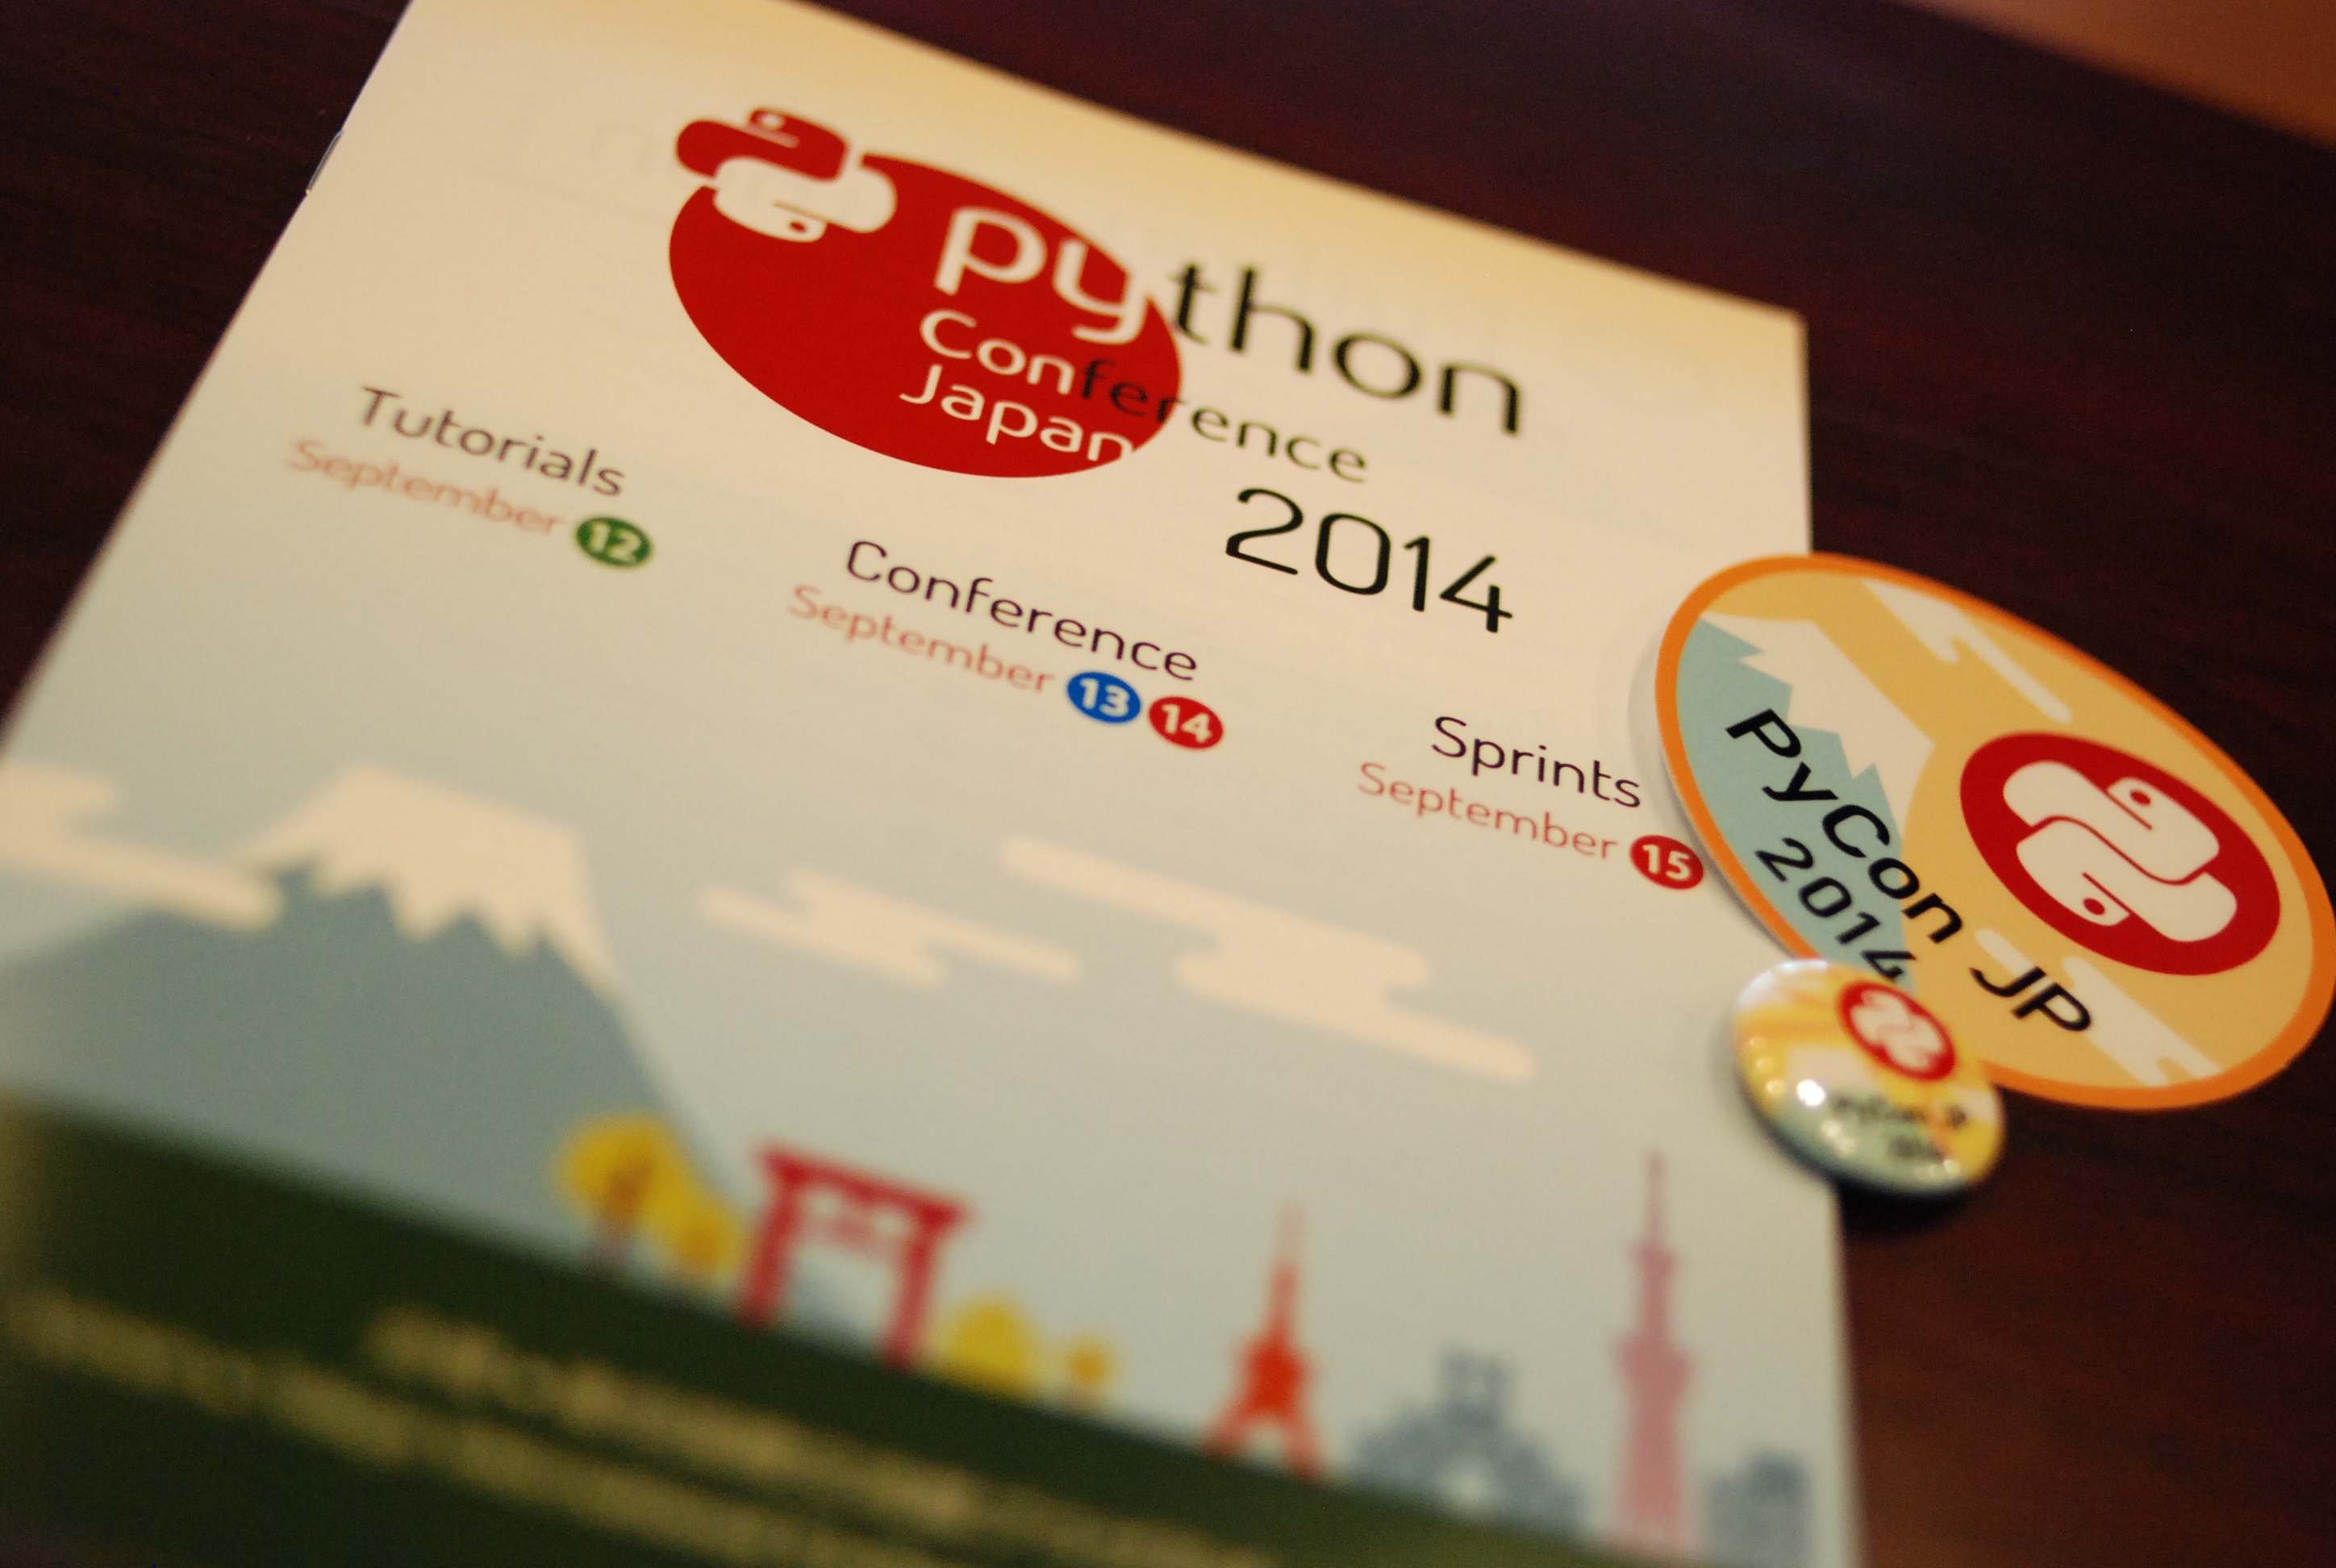 python
Conference
Japan
2014
Tutorials
September 12
Conference
September 13 14
Sprints
September 15
PyCon JP
2014